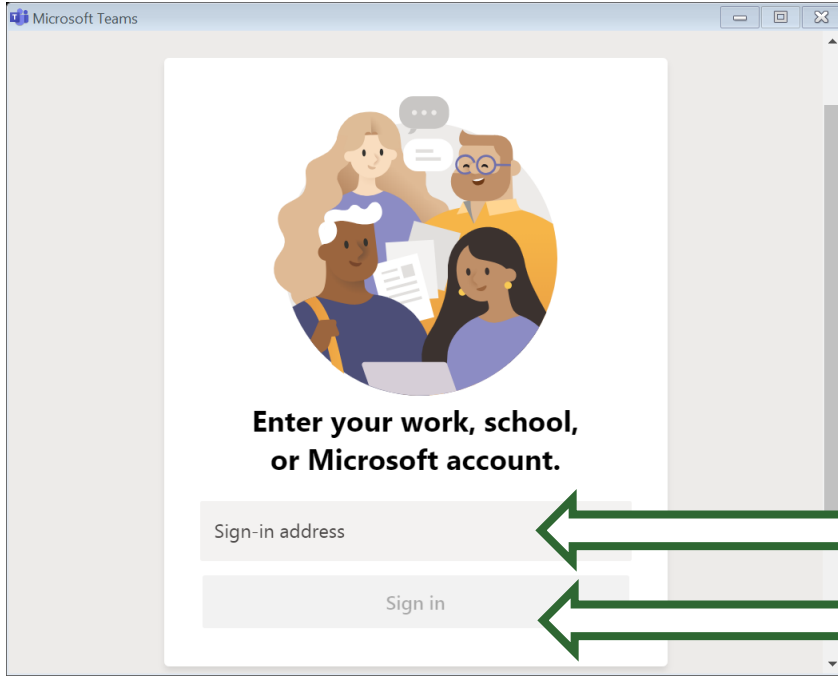 Microsoft Teams
Enter your work, school,
or Microsoft account.
Sign-in address
Sign in